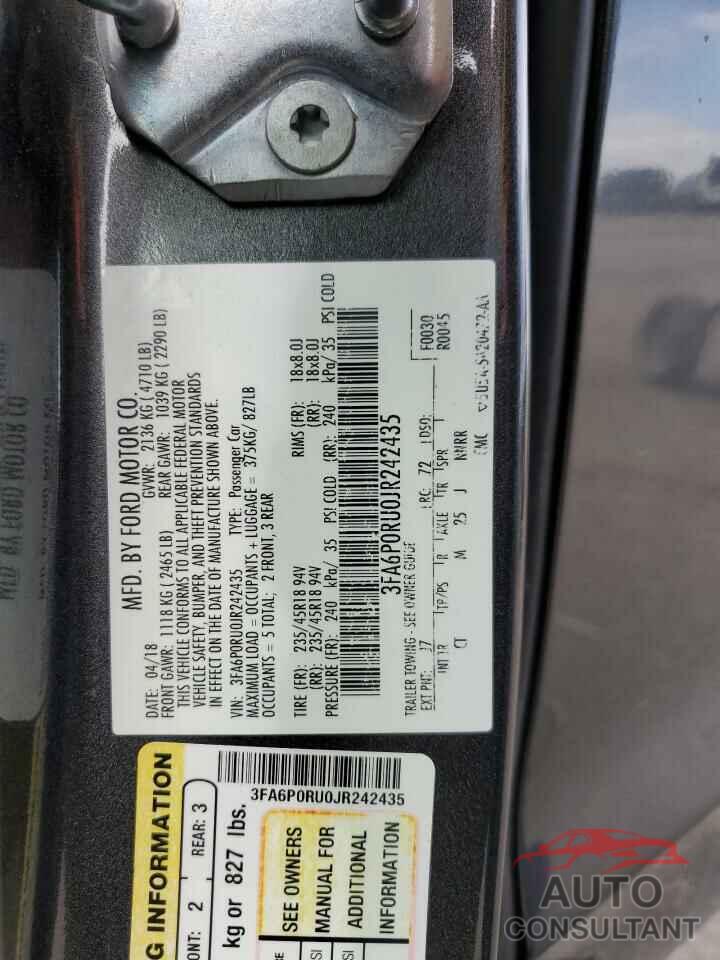 MFD. BY FORD MOTOR CO.
DATE: 04/18 GVWR: 2136 KG ( 4710 LB)
FRONT GAWR: 1118 KG ( 2465 LB) REAR GAWR: 1039 KG ( 2290 LB)
THIS VEHICLE CONFORMS TO ALL APPLICABLE FEDERAL MOTOR
VEHICLE SAFETY, BUMPER, AND THEFT PREVENTION STANDARDS
IN EFFECT ON THE DATE OF MANUFACTURE SHOWN ABOVE.
VIN: 3FA6P0RU0JR242435 TYPE: Passenger Car
MAXIMUM LOAD = OCCUPANTS + LUGGAGE = 375KG/ 827LB
OCCUPANTS = 5 TOTAL; 2 FRONT, 3 REAR
TIRE (FR): 235/45R18 94V RIMS (FR): 18x8.0J
(RR): 235/45R18 94V (RR): 18x8.0J
PRESSURE (FR): 240 kPa/ 35 PSI COLD (RR): 240 kPa/ 35 PSI COLD
3FA6P0RU0JR242435
TRAILER TOWING - SEE OWNER GUIDE F0030
EXT PNT: RC: 72 DSO: R0045
INT TR TP/PS R AXLE TR SPR
M 25 J
3FA6P0RU0JR242435
G INFORMATION
ONT: 2 REAR: 3
kg or 827 lbs.
SEE OWNERS
MANUAL FOR
ADDITIONAL
INFORMATION
AUTO
CONSULTANT